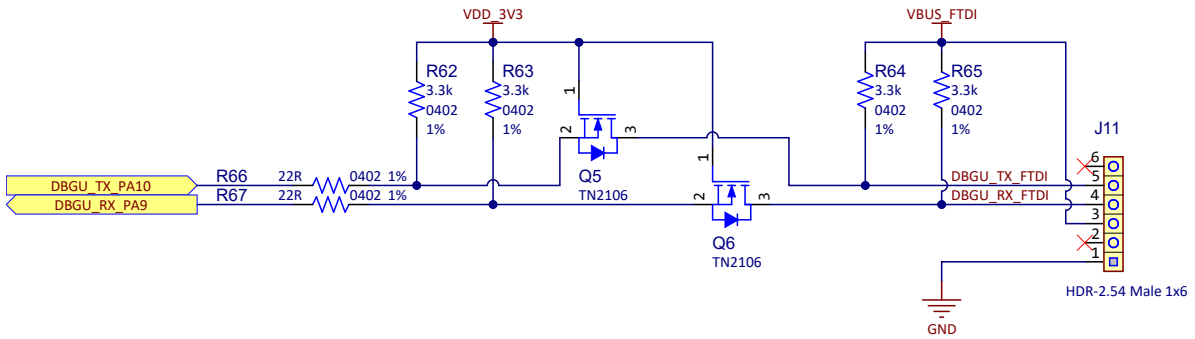 VDD_3V3
VBUS_FTDI
R62
3.3k
0402
1%
R63
3.3k
0402
1%
1
2
3
Q5
TN2106
R64
3.3k
0402
1%
R65
3.3k
0402
1%
J11
DBGU_TX_PA10
R66
22R
0402 1%
DBGU_RX_PA9
R67
22R
0402 1%
1
2
3
Q6
TN2106
DBGU_TX_FTDI
DBGU_RX_FTDI
6
5
4
3
2
1
HDR-2.54 Male 1x6
GND